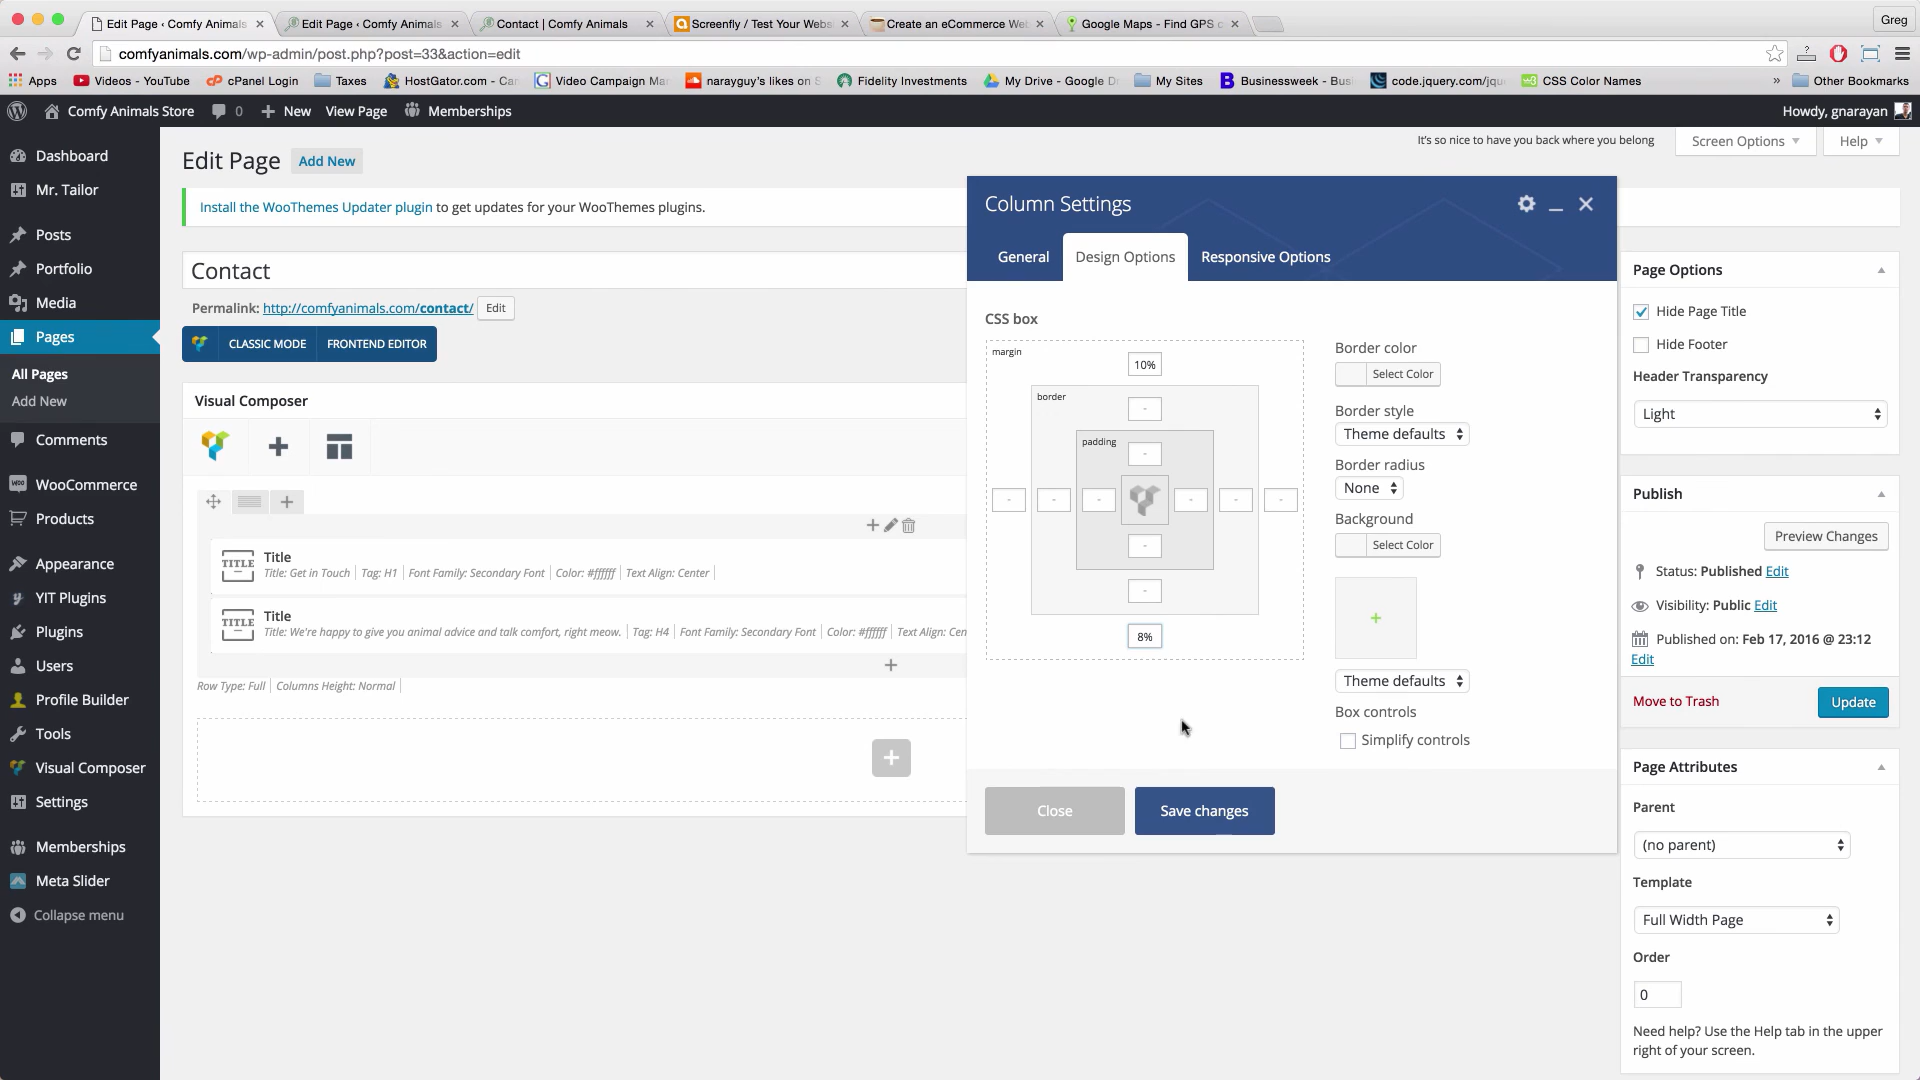 Edit Page ‹ Comfy Animals
Edit Page ‹ Comfy Animals
Contact | Comfy Animals
Screenfly / Test Your Webs
Create an eCommerce We
Google Maps - Find GPS c
Greg
comfyanimals.com/wp-admin/post.php?post=33&action=edit
Apps
Videos - YouTube
cPanel Login
Taxes
HostGator.com - Can
Video Campaign Ma
narayguy's likes on S
Fidelity Investments
My Drive - Google D
My Sites
Businessweek - Busi
code.jquery.com/jqu
CSS Color Names
»
Other Bookmarks
Comfy Animals Store
0
New
View Page
Memberships
Howdy, gnarayan
Dashboard
Mr. Tailor
Posts
Portfolio
Media
Pages
All Pages
Add New
Comments
WooCommerce
Products
Appearance
YIT Plugins
Plugins
Users
Profile Builder
Tools
Visual Composer
Settings
Memberships
Meta Slider
Collapse menu
It's so nice to have you back where you belong
Screen Options
Help
Edit Page
Add New
Install the WooThemes Updater plugin to get updates for your WooThemes plugins.
Contact
Permalink: http://comfyanimals.com/contact/
Edit
CLASSIC MODE
FRONTEND EDITOR
Visual Composer
TITLE
Title
Title: Get in Touch
Tag: H1
Font Family: Secondary Font
Color: #ffffff
Text Align: Center
TITLE
Title
Title: We're happy to give you animal advice and talk comfort, right meow.
Tag: H4
Font Family: Secondary Font
Color: #ffffff
Text Align: Cen
Row Type: Full
Columns Height: Normal
Column Settings
General
Design Options
Responsive Options
CSS box
margin
10%
border
-
padding
-
- - - - - -
-
-
8%
Border color
Select Color
Border style
Theme defaults
Border radius
None
Background
Select Color
+
Theme defaults
Box controls
Simplify controls
Close
Save changes
Page Options
Hide Page Title
Hide Footer
Header Transparency
Light
Publish
Preview Changes
Status: Published Edit
Visibility: Public Edit
Published on: Feb 17, 2016 @ 23:12
Edit
Move to Trash
Update
Page Attributes
Parent
(no parent)
Template
Full Width Page
Order
0
Need help? Use the Help tab in the upper
right of your screen.